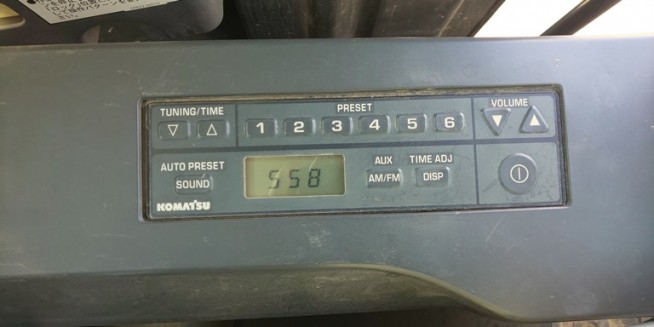 TUNING/TIME
PRESET
VOLUME
1 2 3 4 5 6
AUTO PRESET
SOUND
558
AUX
TIME ADJ
AM/FM
DISP
KOMATSU